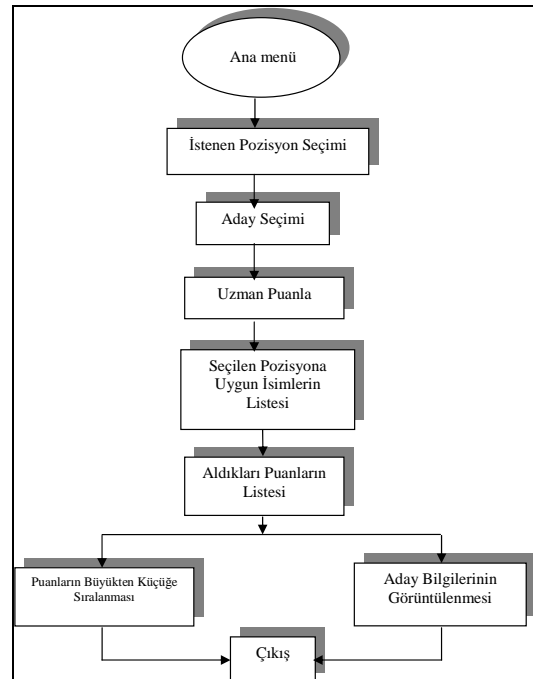 Ana menü
İstenen Pozisyon Seçimi
Aday Seçimi
Uzman Puanla
Seçilen Pozisyona
Uygun İsimlerin
Listesi
Aldıkları Puanların
Listesi
Puanların Büyükten Küçüğe
Sıralanması
Aday Bilgilerinin
Görüntülenmesi
Çıkış